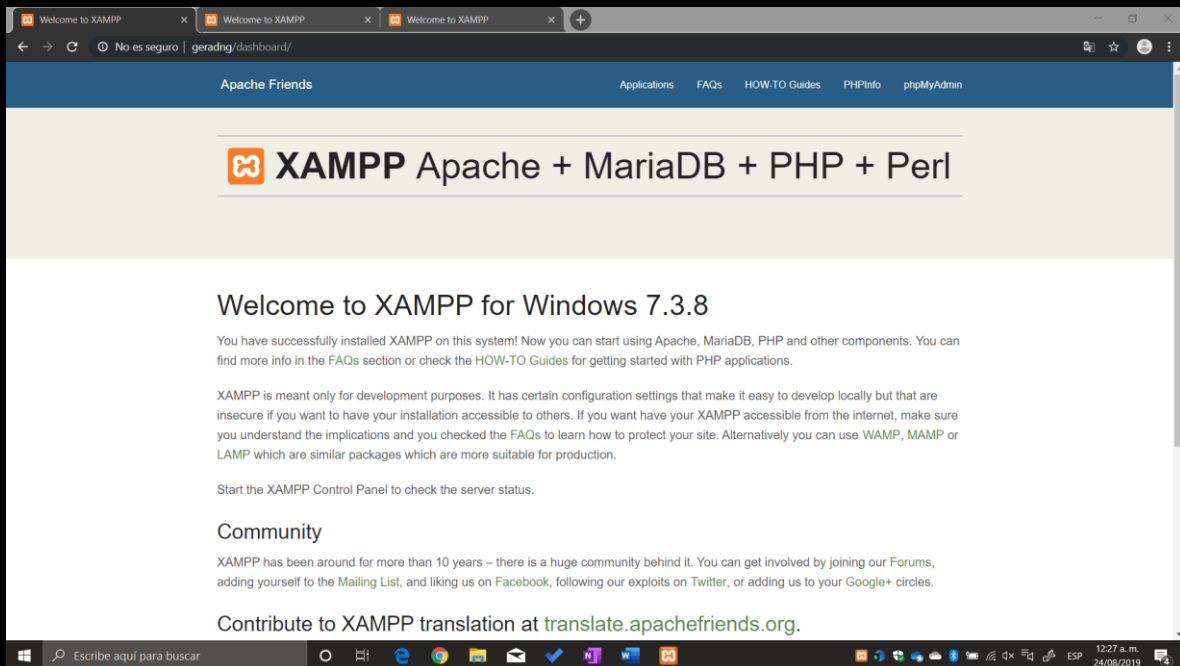 Welcome to XAMPP
Welcome to XAMPP
Welcome to XAMPP
No es seguro | geradng/dashboard/
Apache Friends
Applications FAQs HOW-TO Guides PHPInfo phpMyAdmin
XAMPP Apache + MariaDB + PHP + Perl
Welcome to XAMPP for Windows 7.3.8
You have successfully installed XAMPP on this system! Now you can start using Apache, MariaDB, PHP and other components. You can
find more info in the FAQs section or check the HOW-TO Guides for getting started with PHP applications.
XAMPP is meant only for development purposes. It has certain configuration settings that make it easy to develop locally but that are
insecure if you want to have your installation accessible to others. If you want have your XAMPP accessible from the internet, make sure
you understand the implications and you checked the FAQs to learn how to protect your site. Alternatively you can use WAMP, MAMP or
LAMP which are similar packages which are more suitable for production.
Start the XAMPP Control Panel to check the server status.
Community
XAMPP has been around for more than 10 years – there is a huge community behind it. You can get involved by joining our Forums,
adding yourself to the Mailing List, and liking us on Facebook, following our exploits on Twitter, or adding us to your Google+ circles.
Contribute to XAMPP translation at translate.apachefriends.org.
Escribe aquí para buscar
ESP
12:27 a. m.
24/08/2019
4